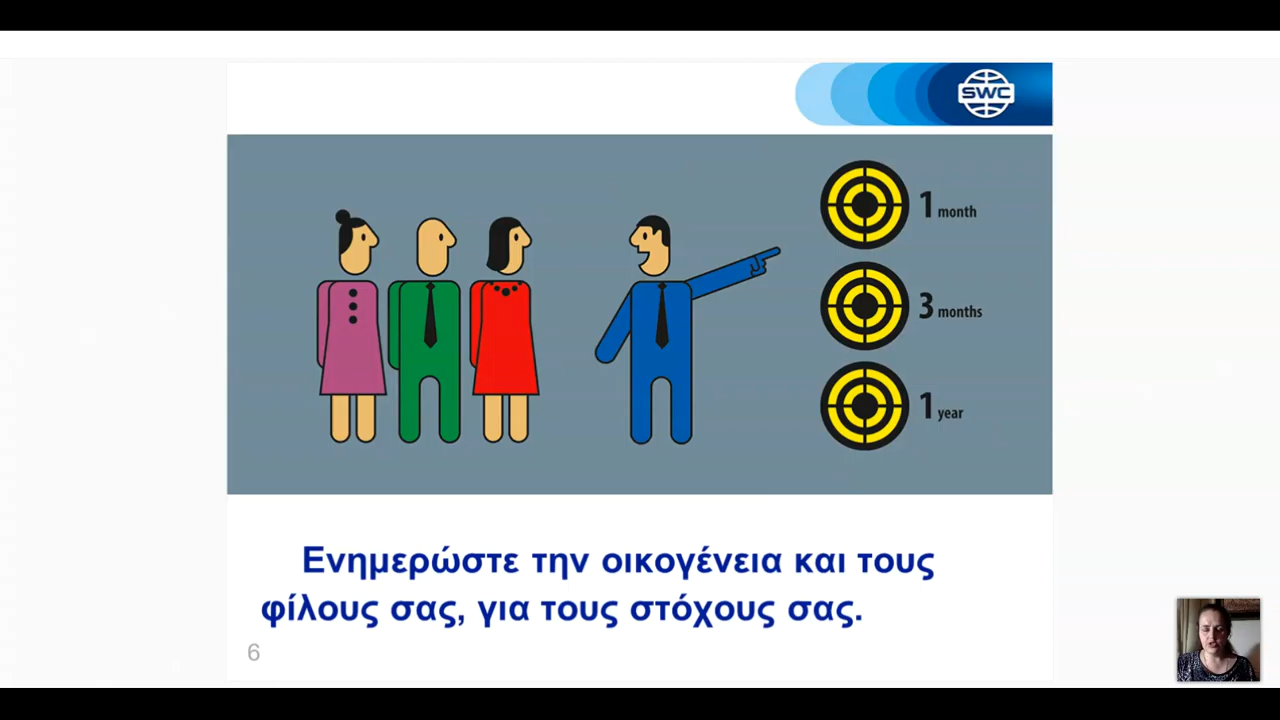 SWC
1 month
3 months
1 year
Ενημερώστε την οικογένεια και τους
φίλους σας, για τους στόχους σας.
6